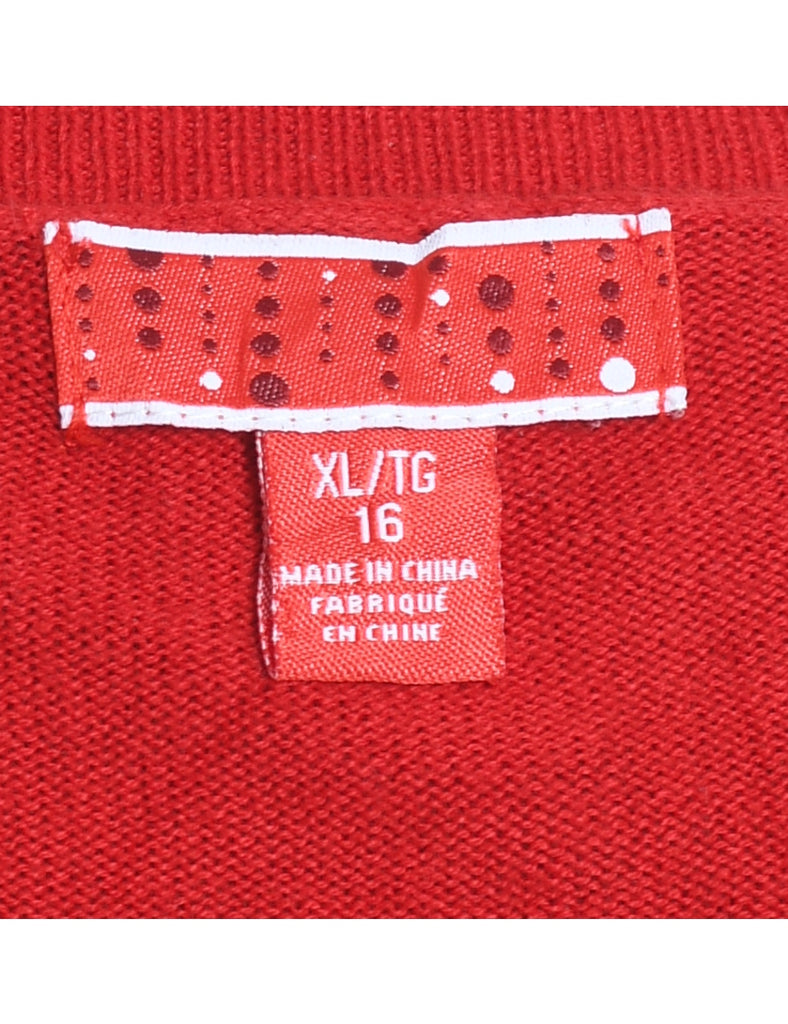 XL/TG
16
MADE IN CHINA
FABRIQUÉ
EN CHINE